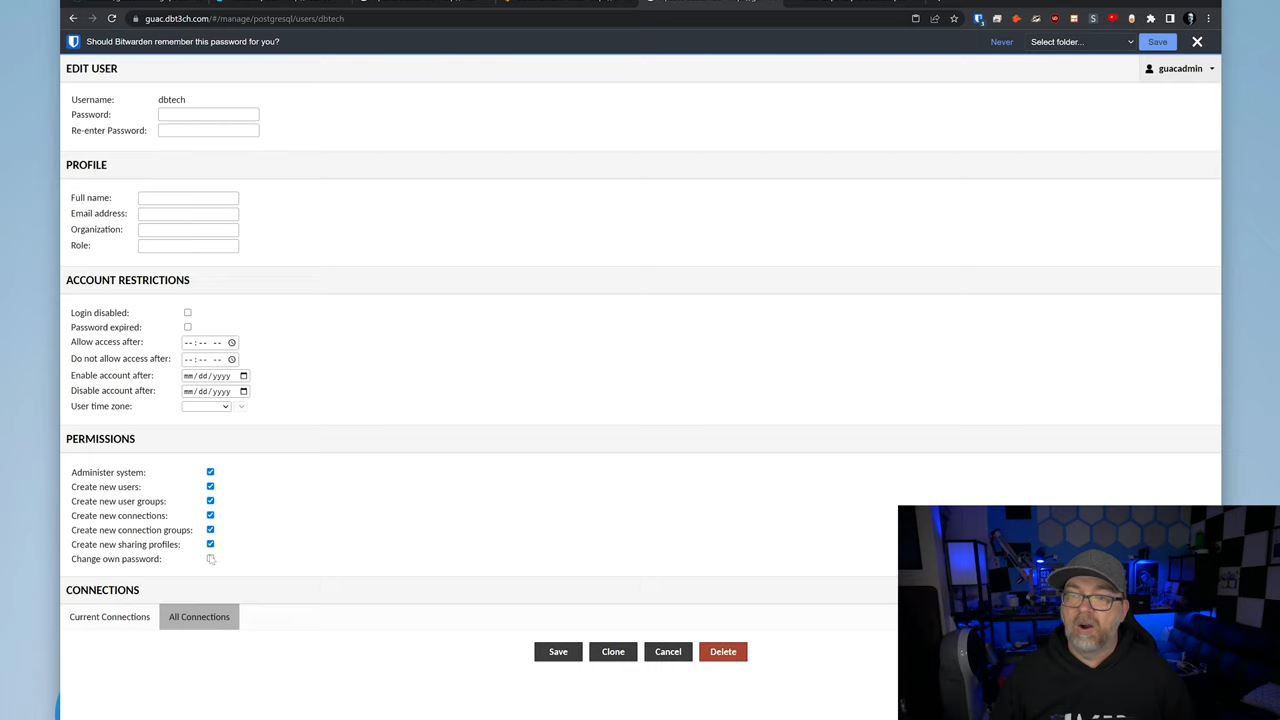 guac.dbt3ch.com/#/manage/postgresql/users/dbtech
Should Bitwarden remember this password for you?
Never
Select folder...
Save
EDIT USER
guacadmin
Username: dbtech
Password:
Re-enter Password:
PROFILE
Full name:
Email address:
Organization:
Role:
ACCOUNT RESTRICTIONS
Login disabled:
Password expired:
Allow access after: --:-- --
Do not allow access after: --:-- --
Enable account after: mm/dd/yyyy
Disable account after: mm/dd/yyyy
User time zone:
PERMISSIONS
Administer system:
Create new users:
Create new user groups:
Create new connections:
Create new connection groups:
Create new sharing profiles:
Change own password:
CONNECTIONS
Current Connections
All Connections
Save
Clone
Cancel
Delete